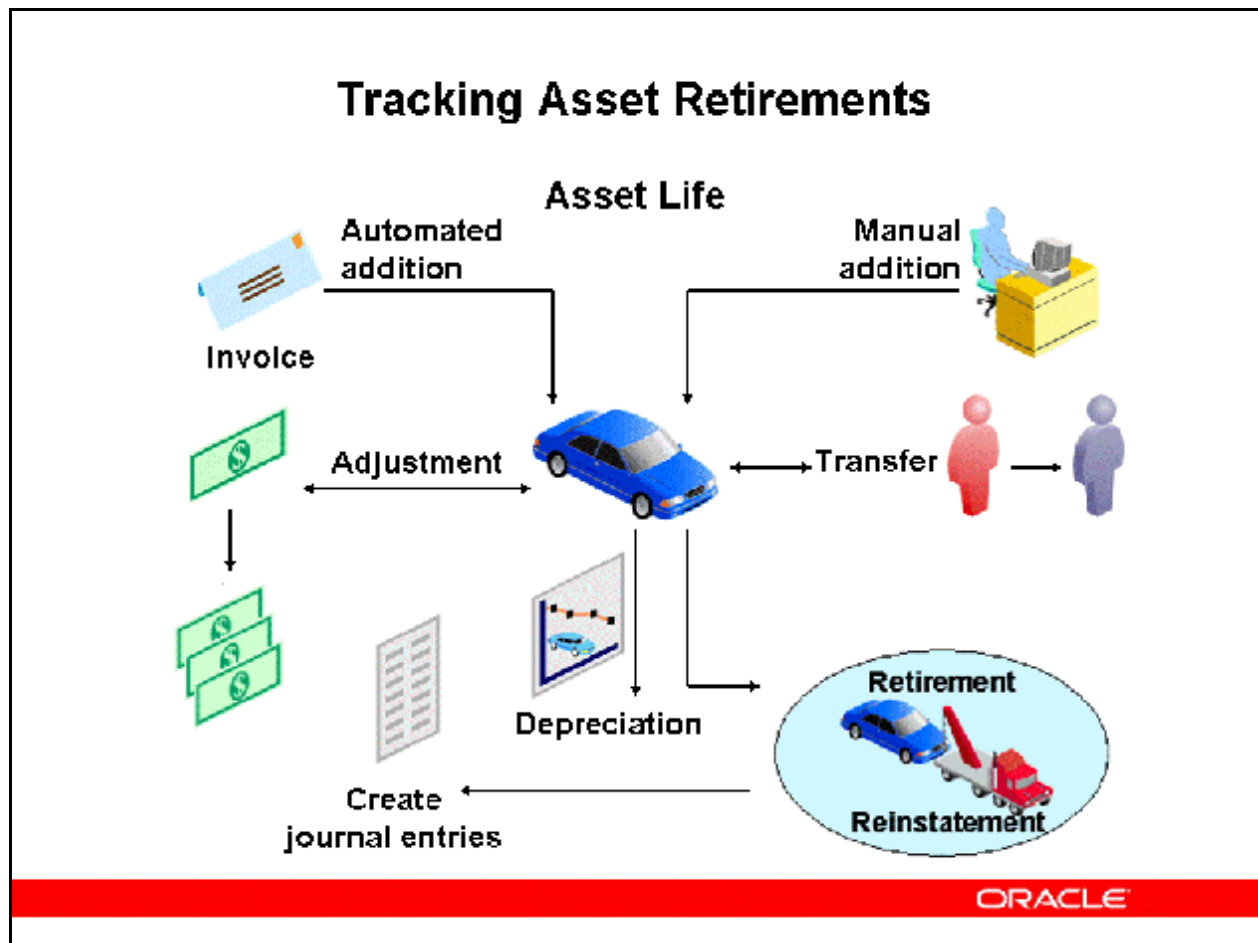 Tracking Asset Retirements
Asset Life
Automated
addition
Manual
addition
Invoice
Adjustment
Transfer
Retirement
Depreciation
Reinstatement
Create
journal entries
ORACLE